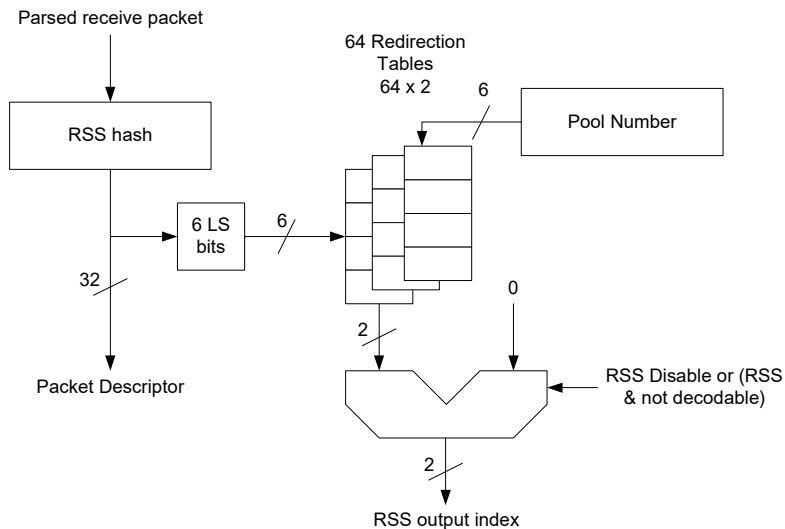 Parsed receive packet
64 Redirection
Tables
64 x 2
6
Pool Number
RSS hash
6 LS
bits
6
32
0
2
Packet Descriptor
RSS Disable or (RSS
& not decodable)
2
RSS output index